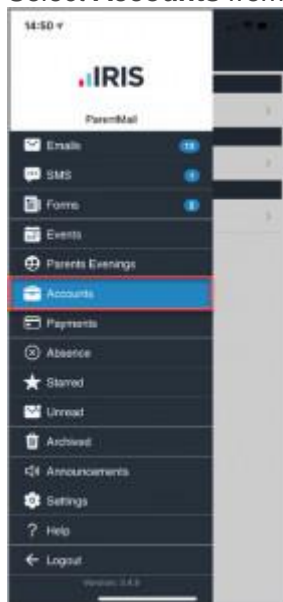 Select Accounts from
14:50
IRIS
ParentMail
Emails
SMS
Forms
Events
Parents Evenings
Accounts
Payments
Absence
Starred
Unread
Archived
Announcements
Settings
? Help
Logout